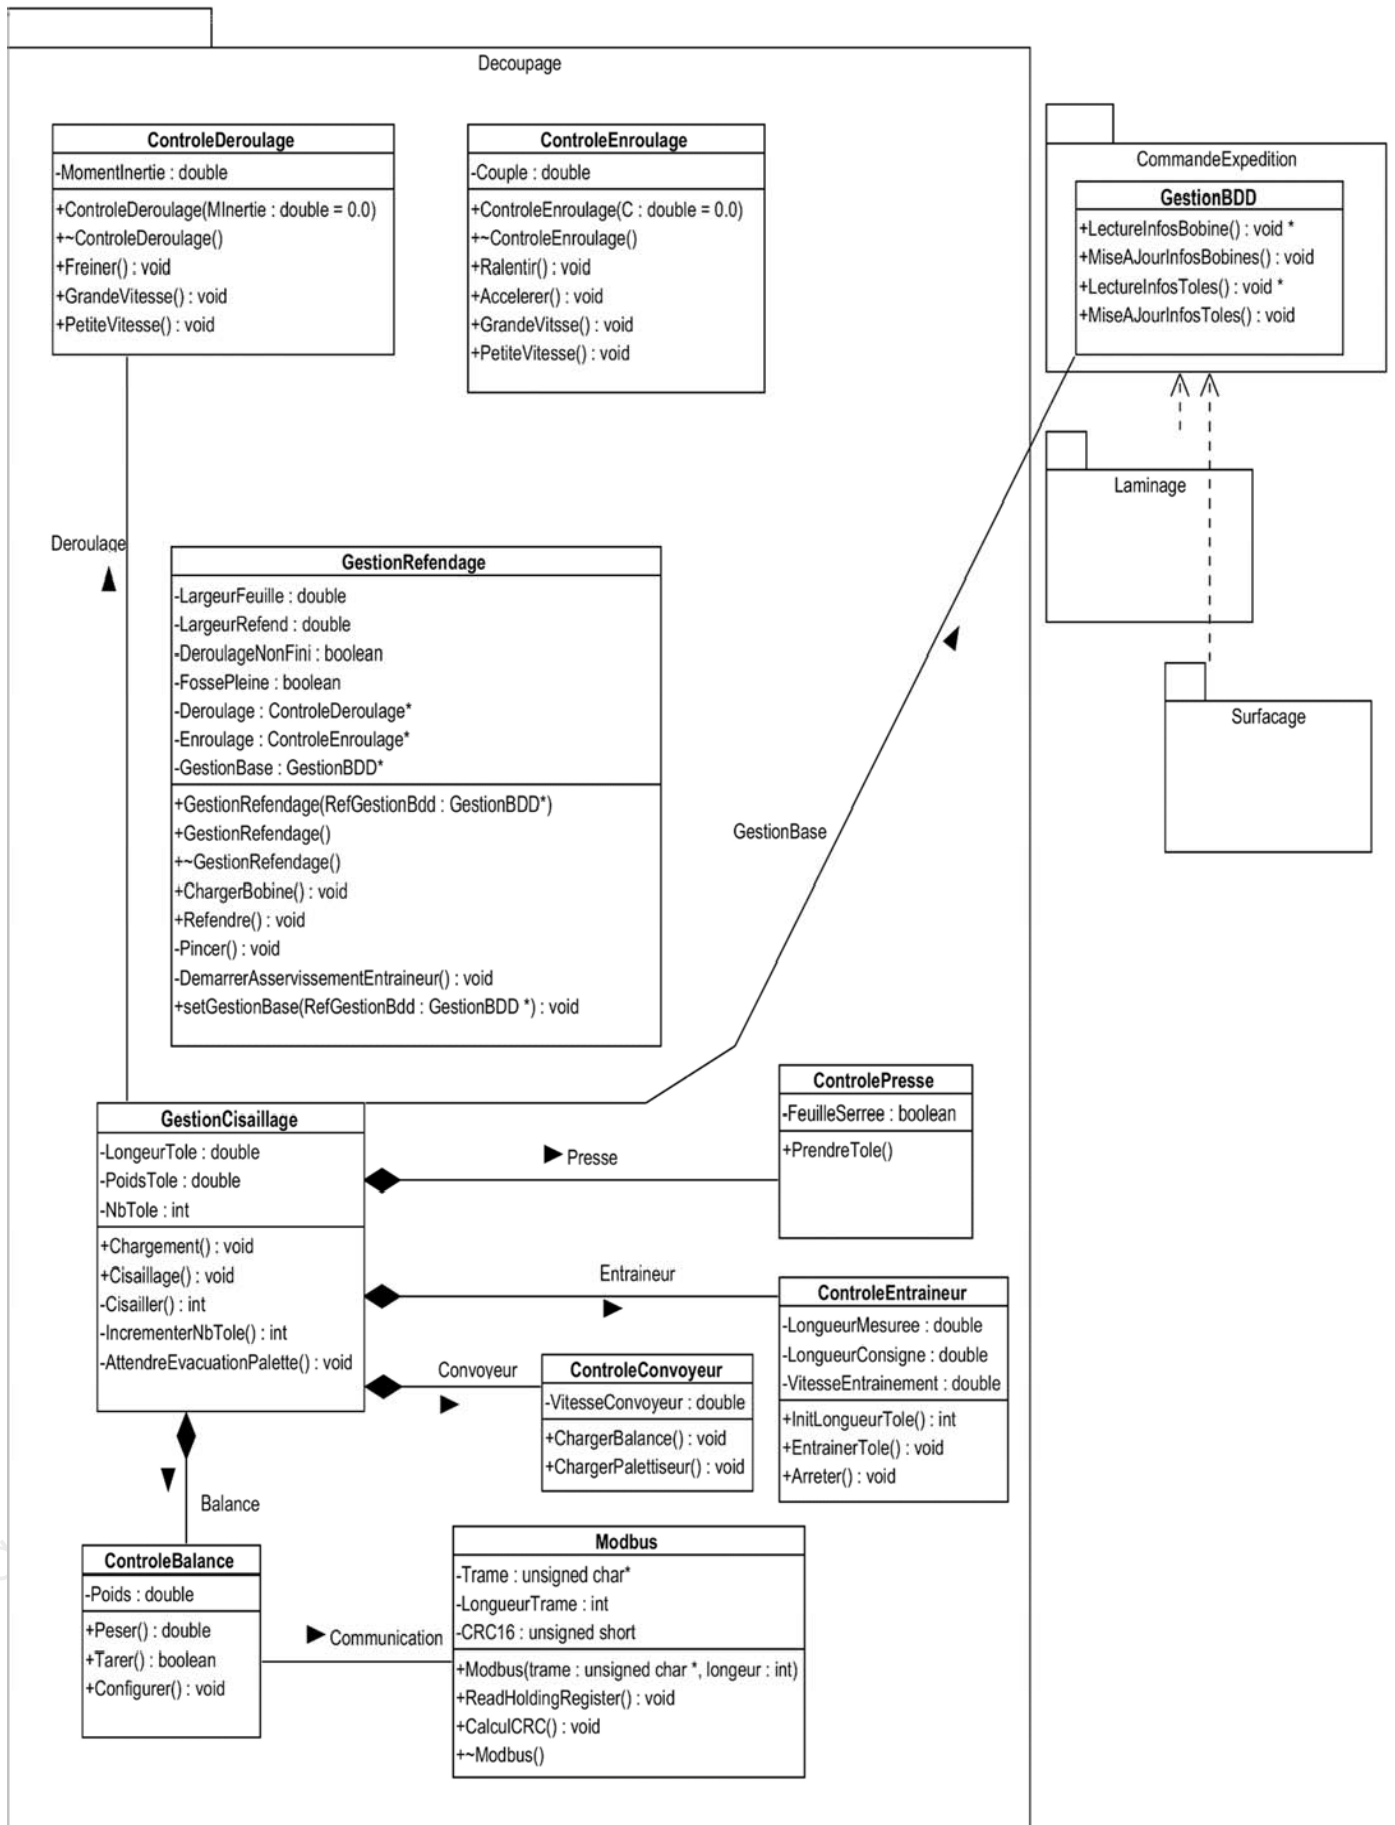 Decoupage
ControleDeroulage
-MomentInertie : double
+ControleDeroulage(MInertie : double = 0.0)
+~ControleDeroulage()
+Freiner() : void
+GrandeVitesse() : void
+PetiteVitesse() : void
ControleEnroulage
-Couple : double
+ControleEnroulage(C : double = 0.0)
+~ControleEnroulage()
+Ralentir() : void
+Accelerer() : void
+GrandeVitsse() : void
+PetiteVitesse() : void
CommandeExpedition
GestionBDD
+LectureInfosBobine() : void *
+MiseAJourInfosBobines() : void
+LectureInfosToles() : void *
+MiseAJourInfosToles() : void
Laminage
Surfacage
Deroulage
GestionRefendage
-LargeurFeuille : double
-LargeurRefend : double
-DeroulageNonFini : boolean
-FossePleine : boolean
-Deroulage : ControleDeroulage*
-Enroulage : ControleEnroulage*
-GestionBase : GestionBDD*
+GestionRefendage(RefGestionBdd : GestionBDD*)
+GestionRefendage()
+~GestionRefendage()
+ChargerBobine() : void
+Refendre() : void
-Pincer() : void
-DemarrerAsservissementEntraineur() : void
+setGestionBase(RefGestionBdd : GestionBDD *) : void
GestionBase
GestionCisaillage
-LongeurTole : double
-PoidsTole : double
-NbTole : int
+Chargement() : void
+Cisaillage() : void
-Cisailler() : int
-IncrementerNbTole() : int
-AttendreEvacuationPalette() : void
Presse
ControlePresse
-FeuilleSerree : boolean
+PrendreTole()
Entraineur
ControleEntraineur
-LongueurMesuree : double
-LongueurConsigne : double
-VitesseEntrainement : double
+InitLongueurTole() : int
+EntrainerTole() : void
+Arreter() : void
Convoyeur
ControleConvoyeur
-VitesseConvoyeur : double
+ChargerBalance() : void
+ChargerPalettiseur() : void
Balance
ControleBalance
-Poids : double
+Peser() : double
+Tarer() : boolean
+Configurer() : void
Communication
Modbus
-Trame : unsigned char*
-LongueurTrame : int
-CRC16 : unsigned short
+Modbus(trame : unsigned char *, longeur : int)
+ReadHoldingRegister() : void
+CalculCRC() : void
+~Modbus()